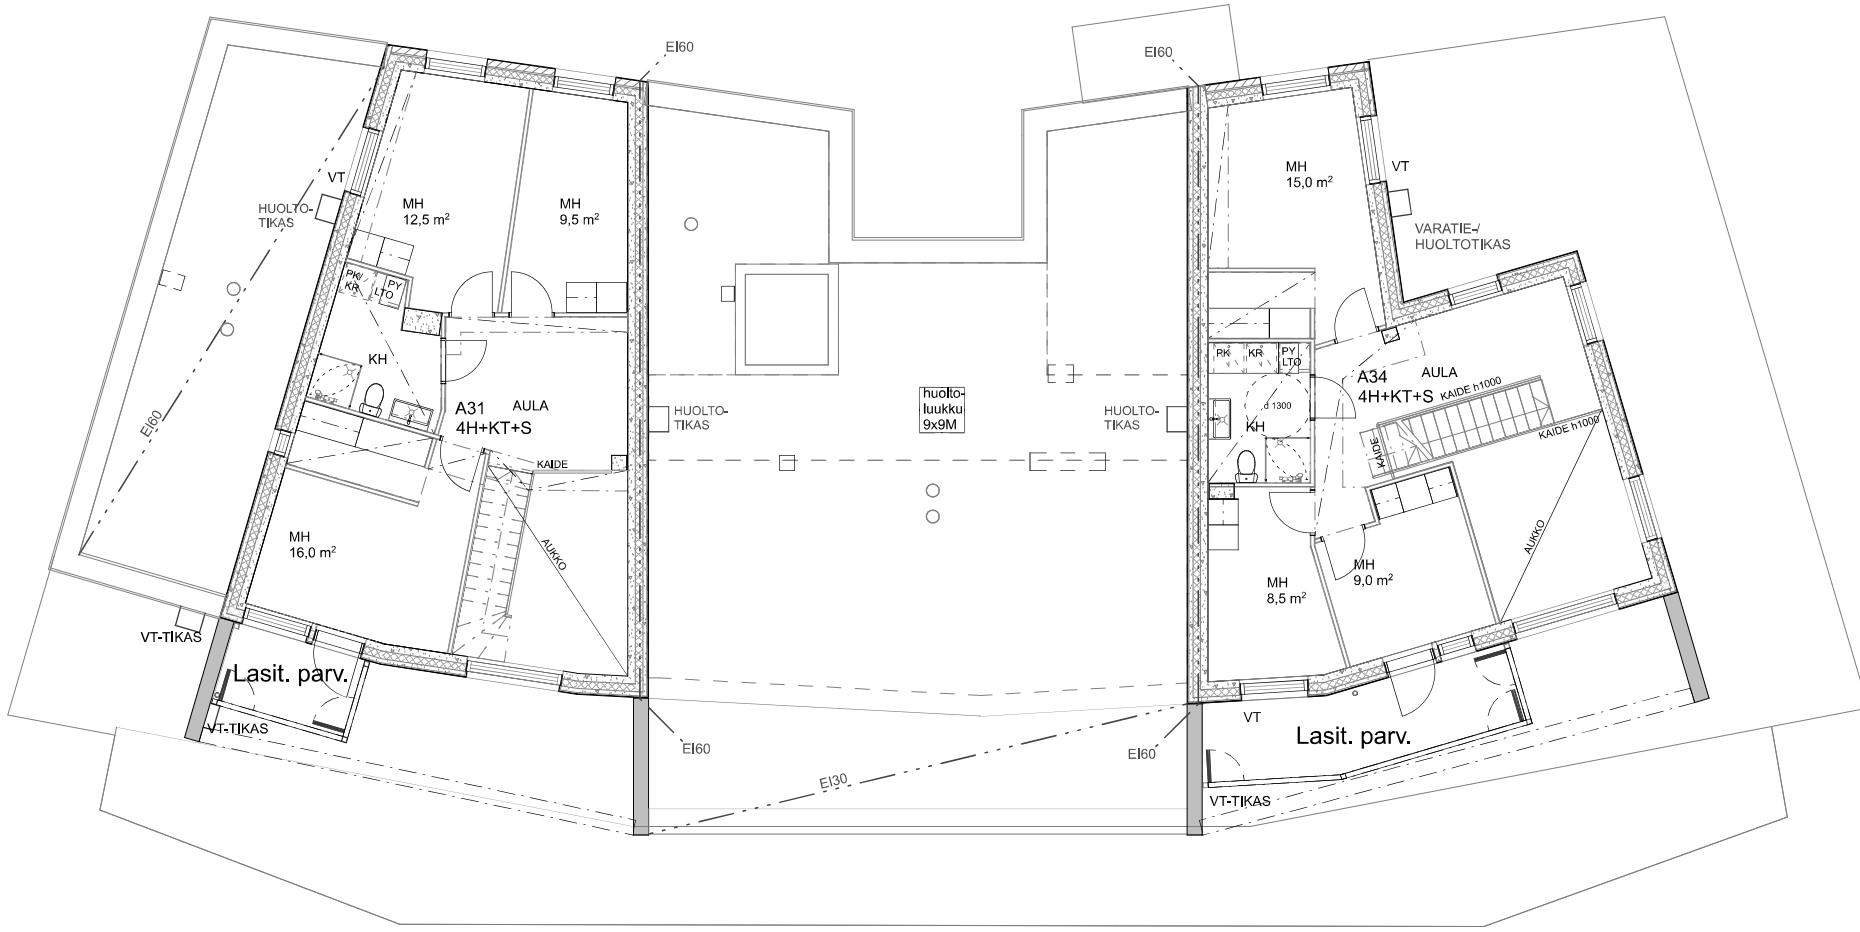 EI60
EI60
VT
HUOLTO-
TIKAS
MH
12,5 m²
MH
9,5 m²
PK/
KR
PY
LTO
KH
A31
4H+KT+S
AULA
KAIDE
EI60
MH
16,0 m²
AUKKO
VT-TIKAS
Lasit. parv.
VT-TIKAS
HUOLTO-
TIKAS
huolto-
luukku
9x9M
HUOLTO-
TIKAS
EI60
EI30
EI60
MH
15,0 m²
VT
VARATIE-/
HUOLTOTIKAS
PK
KR
PY
LTO
d 1300
KH
A34
4H+KT+S
AULA
KAIDE h1000
KAIDE h1000
KAIDE
AUKKO
MH
9,0 m²
MH
8,5 m²
VT
Lasit. parv.
VT-TIKAS